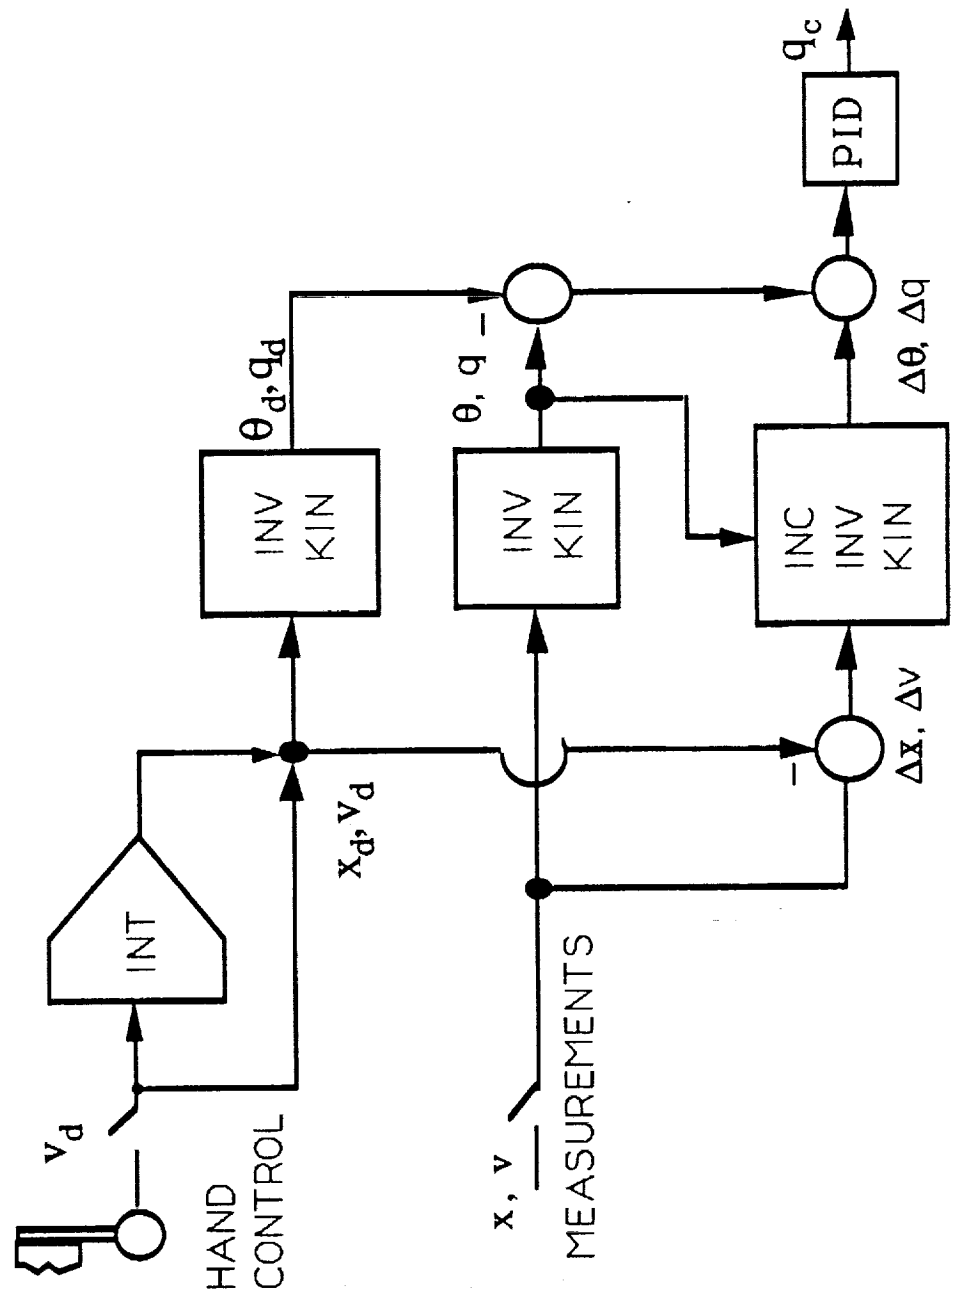 v_d
HAND
CONTROL
INT
x_d, v_d
INV
KIN
θ_d, q_d
x, v
MEASUREMENTS
INV
KIN
θ, q
−
−
Δx, Δv
INC
INV
KIN
Δθ, Δq
PID
q_c